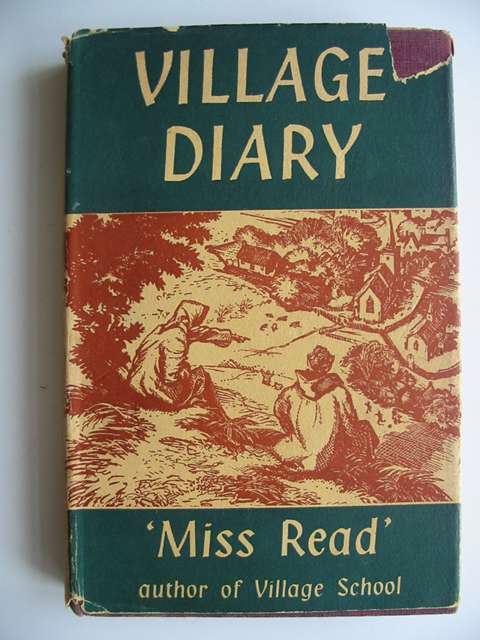 VILLAGE
DIARY
'Miss Read'
author of Village School